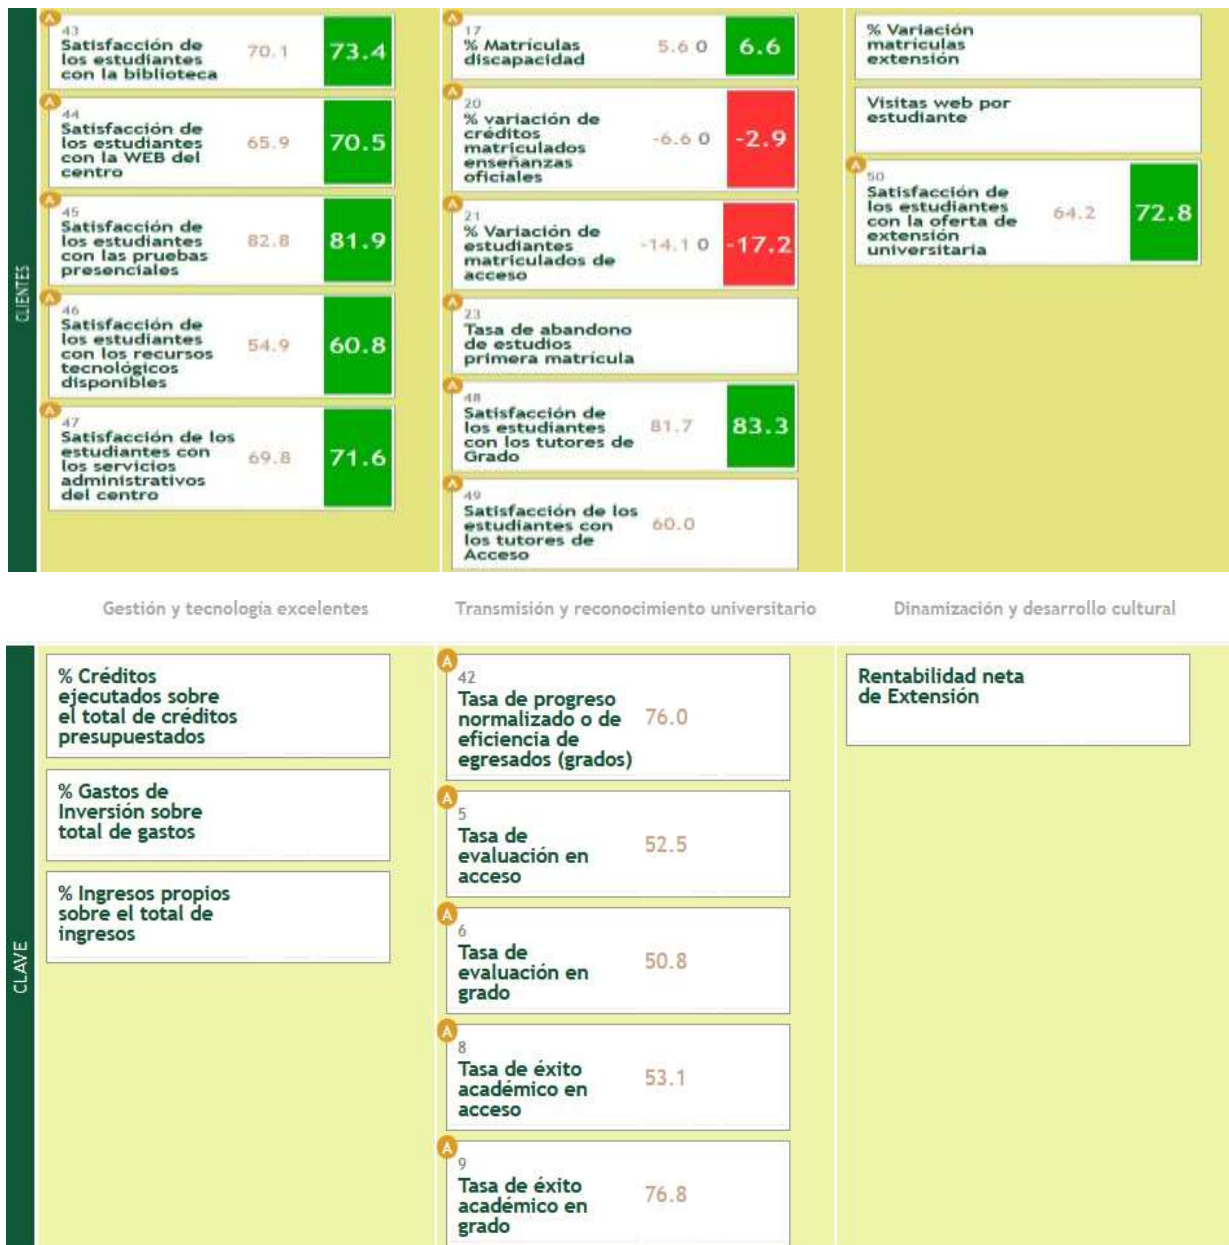 CLIENTES
A
43
Satisfacción de
los estudiantes
con la biblioteca
70.1
73.4
A
44
Satisfacción de
los estudiantes
con la WEB del
centro
65.9
70.5
A
45
Satisfacción de
los estudiantes
con las pruebas
presenciales
82.8
81.9
A
46
Satisfacción de
los estudiantes
con los recursos
tecnológicos
disponibles
54.9
60.8
A
47
Satisfacción de los
estudiantes con
los servicios
administrativos
del centro
69.8
71.6
A
17
% Matrículas
discapacidad
5.6 0
6.6
A
20
% variación de
créditos
matriculados
enseñanzas
oficiales
-6.6 0
-2.9
A
21
% Variación de
estudiantes
matriculados de
acceso
-14.1 0
-17.2
A
23
Tasa de abandono
de estudios
primera matrícula
A
48
Satisfacción de
los estudiantes
con los tutores de
Grado
81.7
83.3
A
49
Satisfacción de los
estudiantes con
los tutores de
Acceso
60.0
% Variación
matrículas
extensión
Visitas web por
estudiante
A
50
Satisfacción de
los estudiantes
con la oferta de
extensión
universitaria
64.2
72.8
Gestión y tecnología excelentes
Transmisión y reconocimiento universitario
Dinamización y desarrollo cultural
CLAVE
% Créditos
ejecutados sobre
el total de créditos
presupuestados
% Gastos de
Inversión sobre
total de gastos
% Ingresos propios
sobre el total de
ingresos
A
42
Tasa de progreso
normalizado o de
eficiencia de
egresados (grados)
76.0
A
5
Tasa de
evaluación en
acceso
52.5
A
6
Tasa de
evaluación en
grado
50.8
A
8
Tasa de éxito
académico en
acceso
53.1
A
9
Tasa de éxito
académico en
grado
76.8
Rentabilidad neta
de Extensión